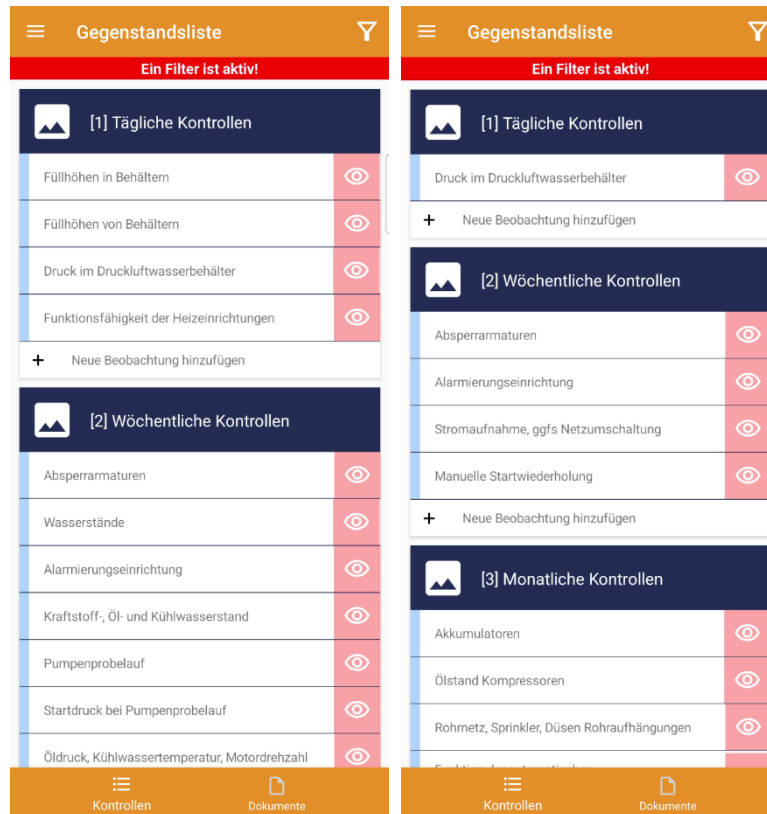 Gegenstandsliste
Ein Filter ist aktiv!
[1] Tägliche Kontrollen
Füllhöhen in Behältern
Füllhöhen von Behältern
Druck im Druckluftwasserbehälter
Funktionsfähigkeit der Heizeinrichtungen
+ Neue Beobachtung hinzufügen
[2] Wöchentliche Kontrollen
Absperrarmaturen
Wasserstände
Alarmierungseinrichtung
Kraftstoff-, Öl- und Kühlwasserstand
Pumpenprobelauf
Startdruck bei Pumpenprobelauf
Öldruck, Kühlwassertemperatur, Motordrehzahl
Kontrollen
Dokumente
Gegenstandsliste
Ein Filter ist aktiv!
[1] Tägliche Kontrollen
Druck im Druckluftwasserbehälter
+ Neue Beobachtung hinzufügen
[2] Wöchentliche Kontrollen
Absperrarmaturen
Alarmierungseinrichtung
Stromaufnahme, ggfs Netzumschaltung
Manuelle Startwiederholung
+ Neue Beobachtung hinzufügen
[3] Monatliche Kontrollen
Akkumulatoren
Ölstand Kompressoren
Rohrnetz, Sprinkler, Düsen Rohraufhängungen
Kontrollen
Dokumente